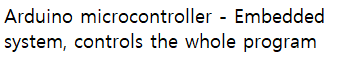 Arduino microcontroller - Embedded
system, controls the whole program